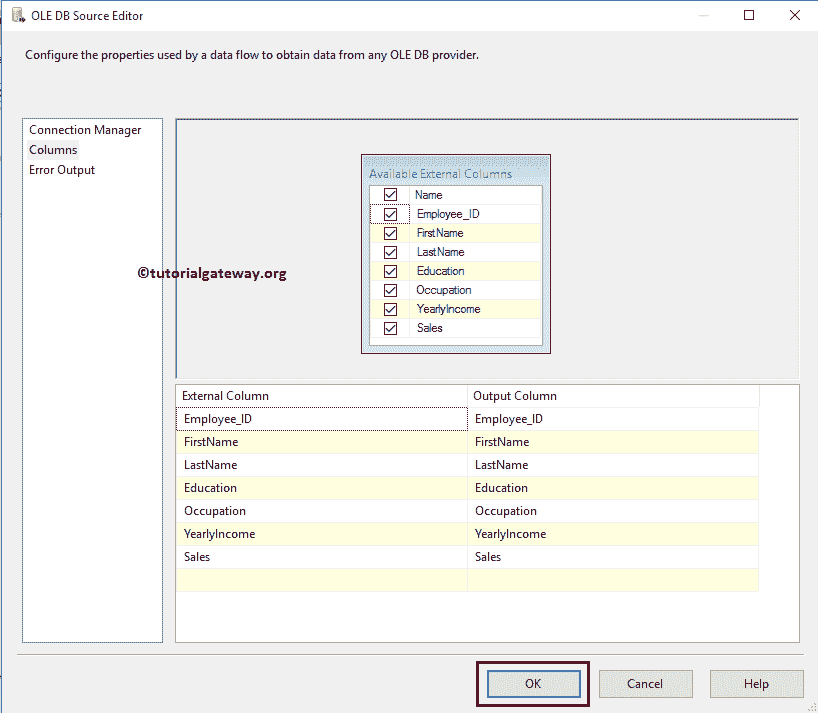 OLE DB Source Editor
Configure the properties used by a data flow to obtain data from any OLE DB provider.
Connection Manager
Columns
Error Output
Available External Columns
Name
Employee_ID
FirstName
LastName
Education
Occupation
YearlyIncome
Sales
©tutorialgateway.org
External Column Output Column
Employee_ID Employee_ID
FirstName FirstName
LastName LastName
Education Education
Occupation Occupation
YearlyIncome YearlyIncome
Sales Sales
OK Cancel Help